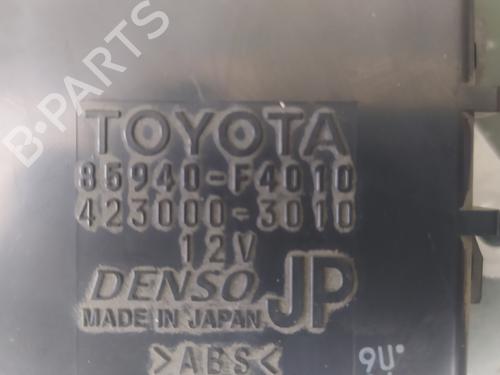 B-PARTS
TOYOTA
85940-F4010
423000-3010
12V
DENSO JP
MADE IN JAPAN
>ABS<
9U°